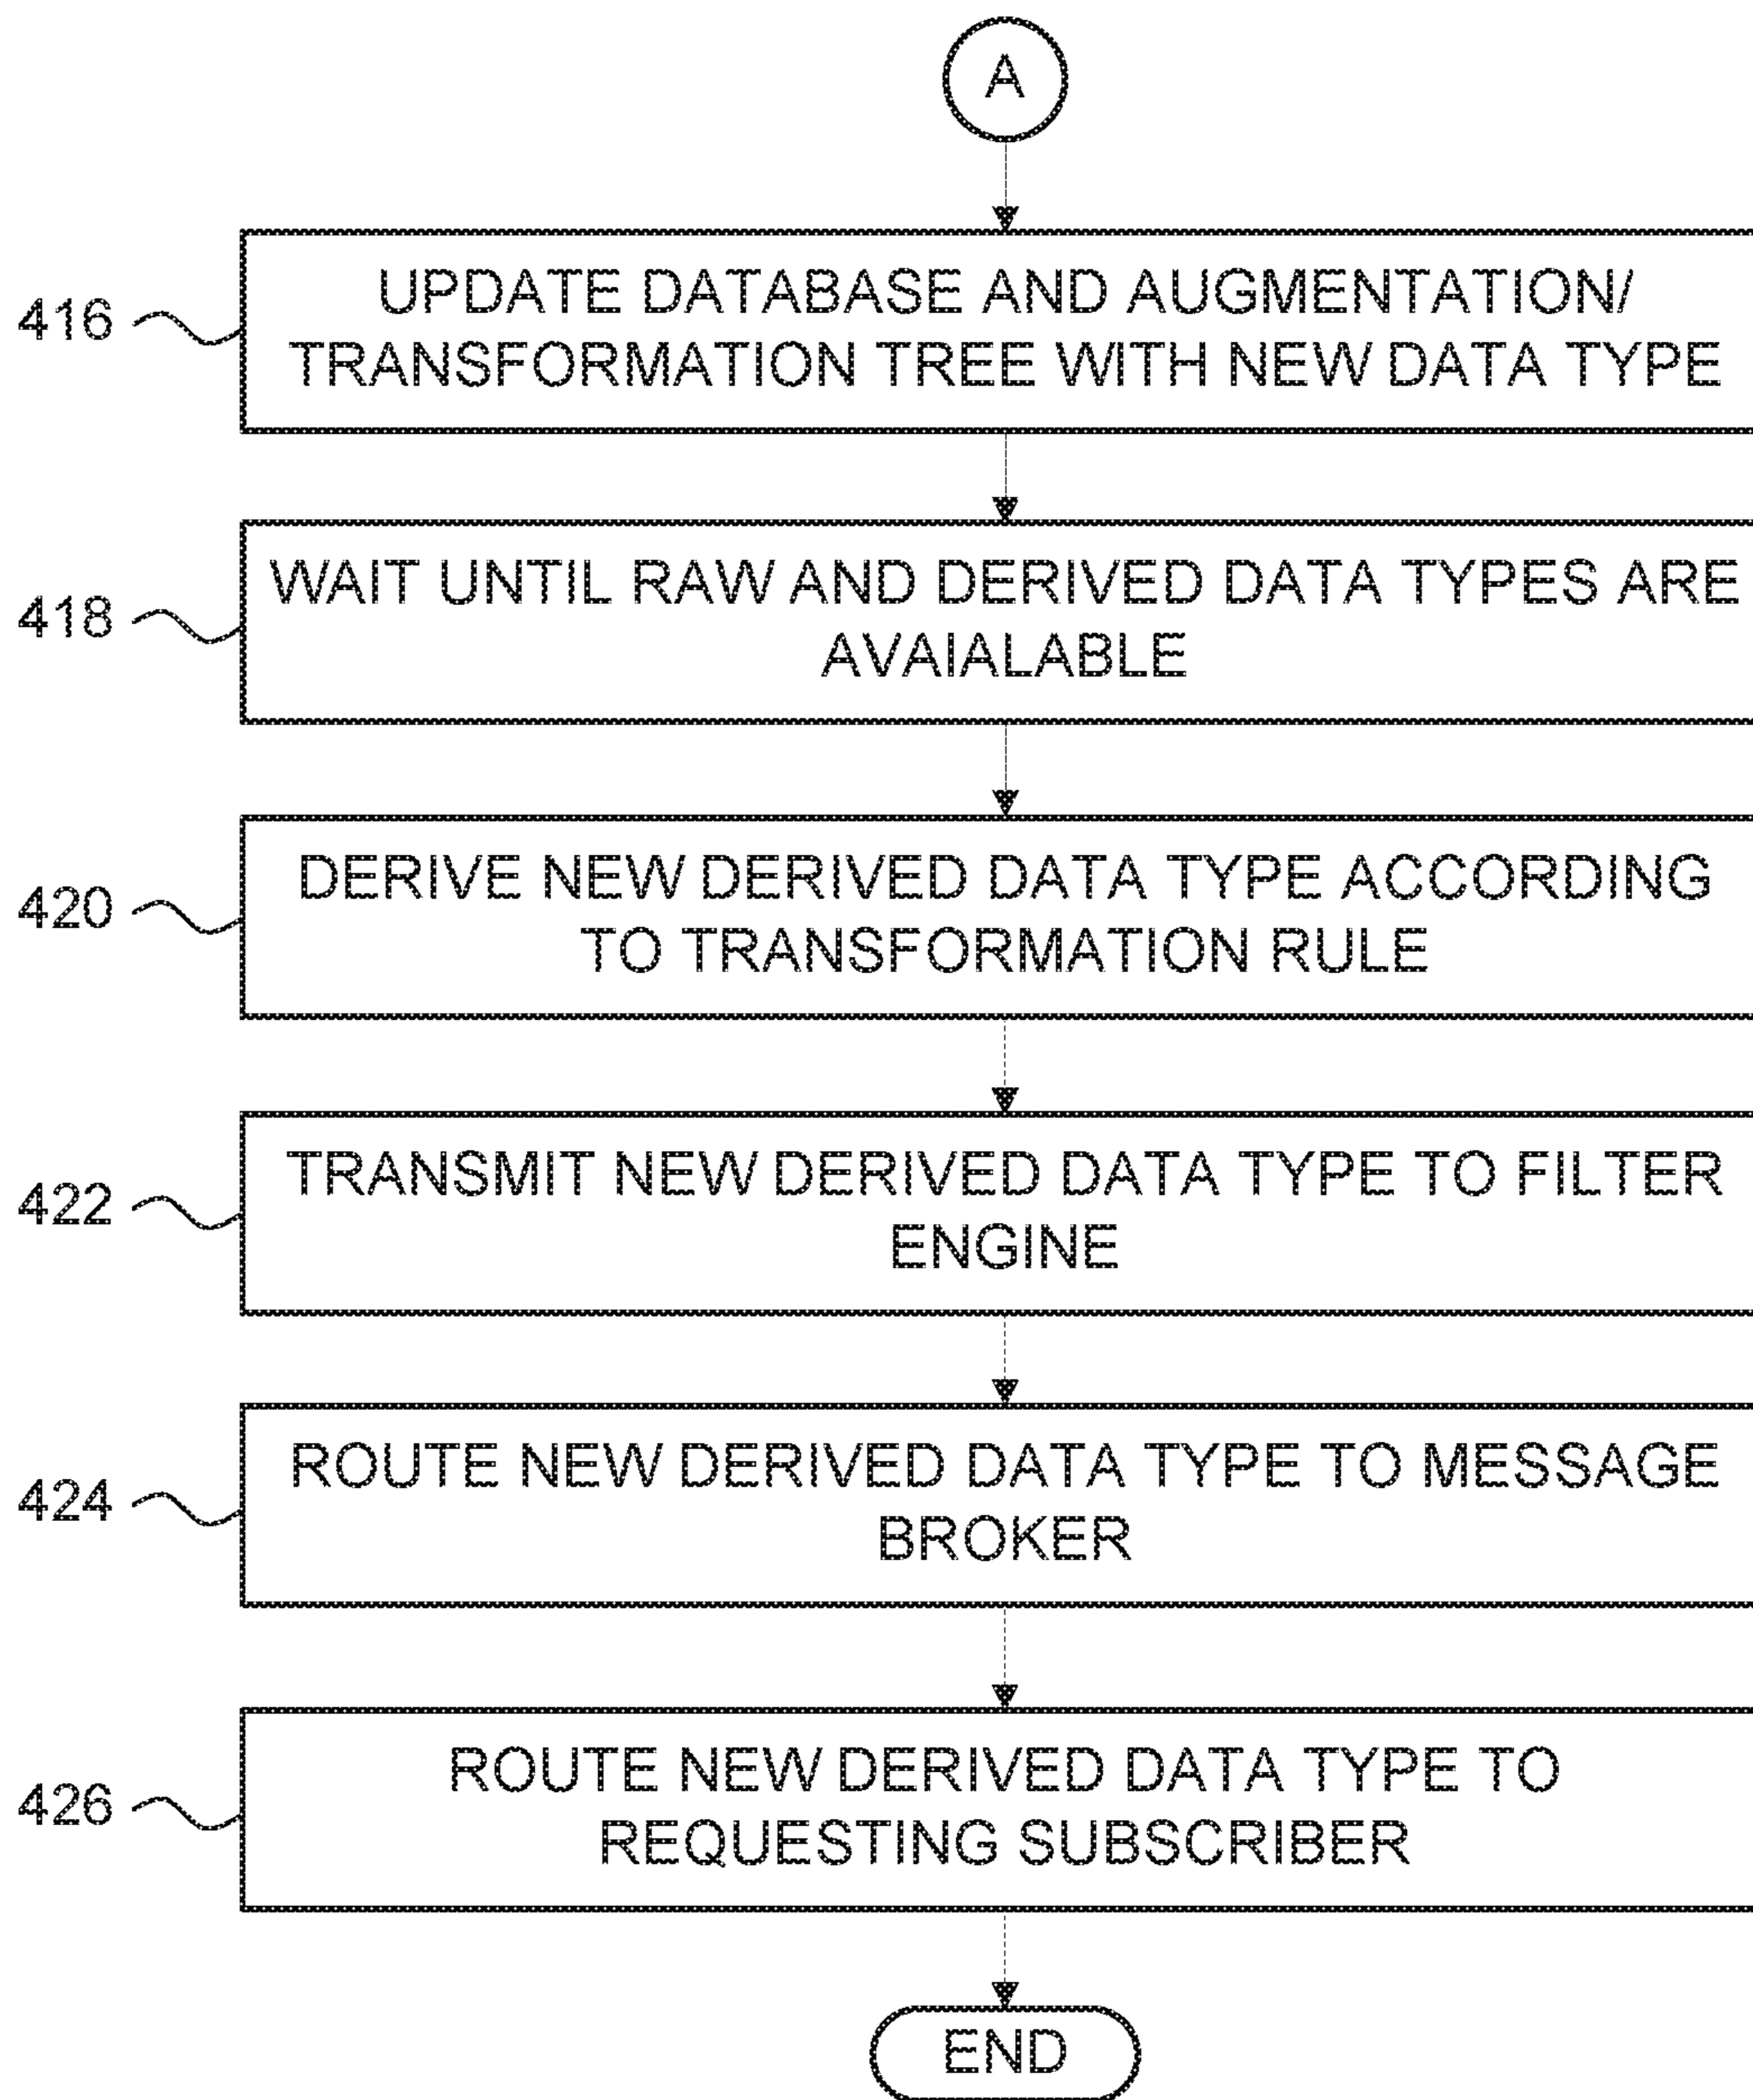 A
416
UPDATE DATABASE AND AUGMENTATION/
TRANSFORMATION TREE WITH NEW DATA TYPE
418
WAIT UNTIL RAW AND DERIVED DATA TYPES ARE
AVAIALABLE
420
DERIVE NEW DERIVED DATA TYPE ACCORDING
TO TRANSFORMATION RULE
422
TRANSMIT NEW DERIVED DATA TYPE TO FILTER
ENGINE
424
ROUTE NEW DERIVED DATA TYPE TO MESSAGE
BROKER
426
ROUTE NEW DERIVED DATA TYPE TO
REQUESTING SUBSCRIBER
END